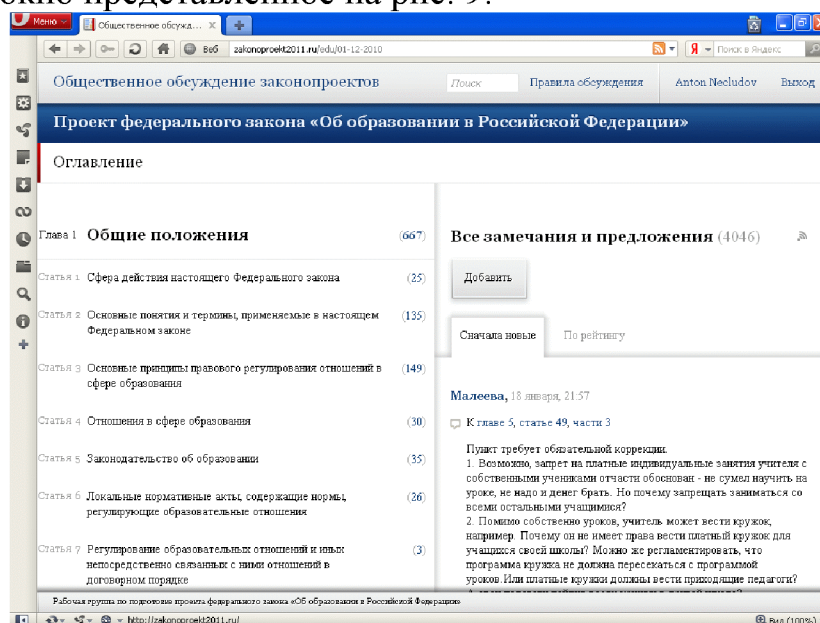 представленное на рис. 9.
Меню
Общественное обсужд...
Веб zakonoproekt2011.ru/edu/01-12-2010
Поиск в Яндекс
Общественное обсуждение законопроектов
Поиск
Правила обсуждения
Anton Necludov
Выход
Проект федерального закона «Об образовании в Российской Федерации»
Оглавление
Глава 1 Общие положения (667)
Статья 1 Сфера действия настоящего Федерального закона (25)
Статья 2 Основные понятия и термины, применяемые в настоящем (135)
Федеральном законе
Статья 3 Основные принципы правового регулирования отношений в (149)
сфере образования
Статья 4 Отношения в сфере образования (30)
Статья 5 Законодательство об образовании (35)
Статья 6 Локальные нормативные акты, содержащие нормы, (26)
регулирующие образовательные отношения
Статья 7 Регулирование образовательных отношений и иных (3)
непосредственно связанных с ними отношений в
договорном порядке
Все замечания и предложения (4046)
Добавить
Сначала новые
По рейтингу
Малеева, 18 января, 21:57
К главе 5, статье 49, части 3
Пункт требует обязательной коррекции.
1. Возможно, запрет на платные индивидуальные занятия учителя с
собственными учениками отчасти обоснован - не сумел научить на
уроке, не надо и денег брать. Но почему запрещать заниматься со
всеми остальными учащимися?
2. Помимо собственно уроков, учитель может вести кружок,
например. Почему он не имеет права вести платный кружок для
учащихся своей школы? Можно же регламентировать, что
программа кружка не должна пересекаться с программой
уроков. Или платные кружки должны вести приходящие педагоги?
Рабочая группа по подготовке проекта федерального закона «Об образовании в Российской Федерации»
http://zakonoproekt2011.ru/
Вид (100%)